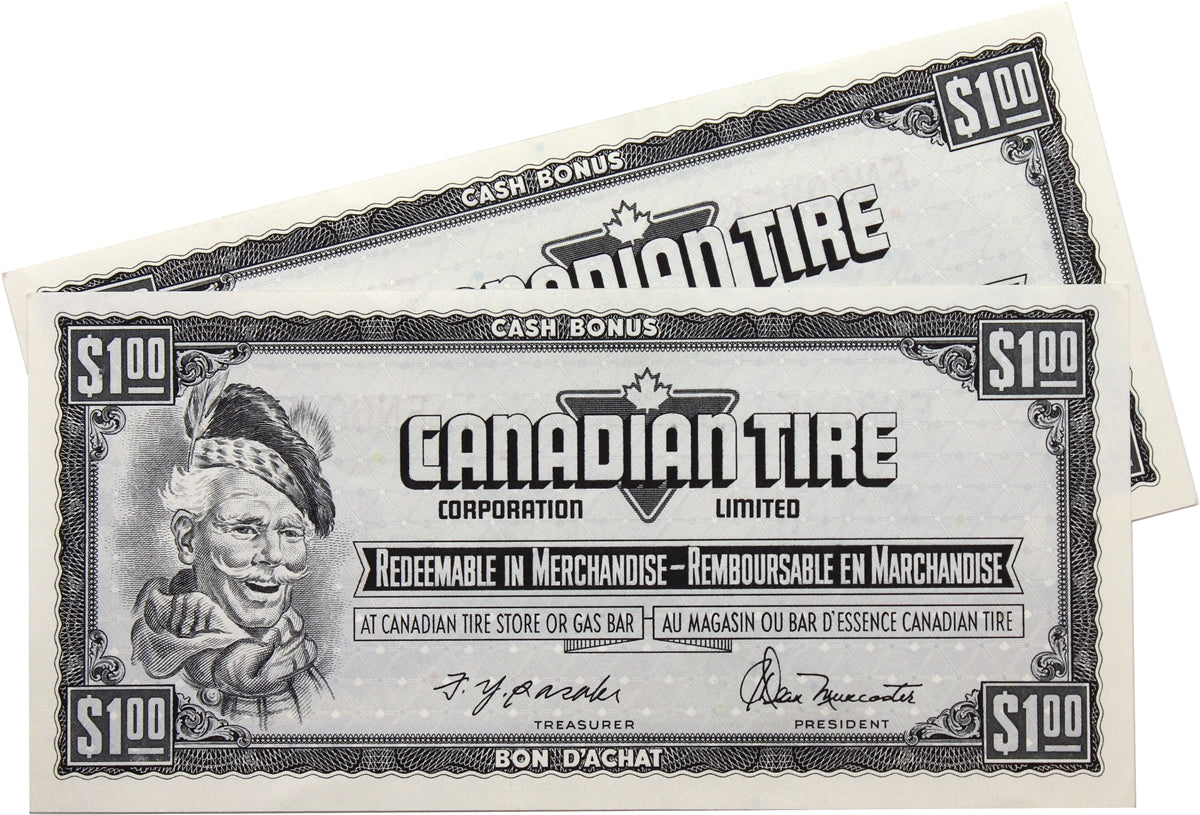 $1.00
CASH BONUS
CANADIAN TIRE
CASH BONUS
$1.00
$1.00
CANADIAN TIRE
CORPORATION LIMITED
REDEEMABLE IN MERCHANDISE – REMBOURSABLE EN MARCHANDISE
AT CANADIAN TIRE STORE OR GAS BAR AU MAGASIN OU BAR D'ESSENCE CANADIAN TIRE
Dean Muncaster
TREASURER PRESIDENT
$1.00
$1.00
BON D'ACHAT